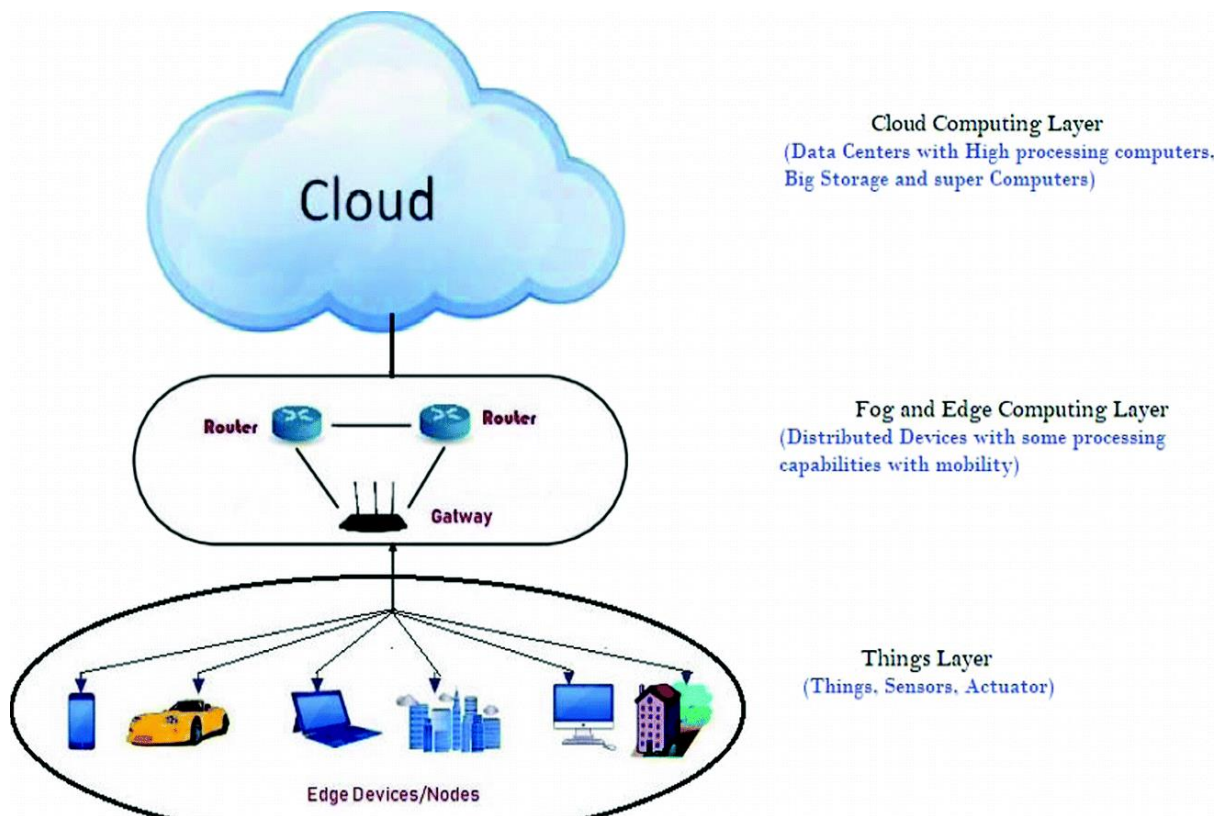 Cloud
Cloud Computing Layer
(Data Centers with High processing computers,
Big Storage and super Computers)
Router
Router
Gatway
Fog and Edge Computing Layer
(Distributed Devices with some processing
capabilities with mobility)
Things Layer
(Things, Sensors, Actuator)
Edge Devices/Nodes